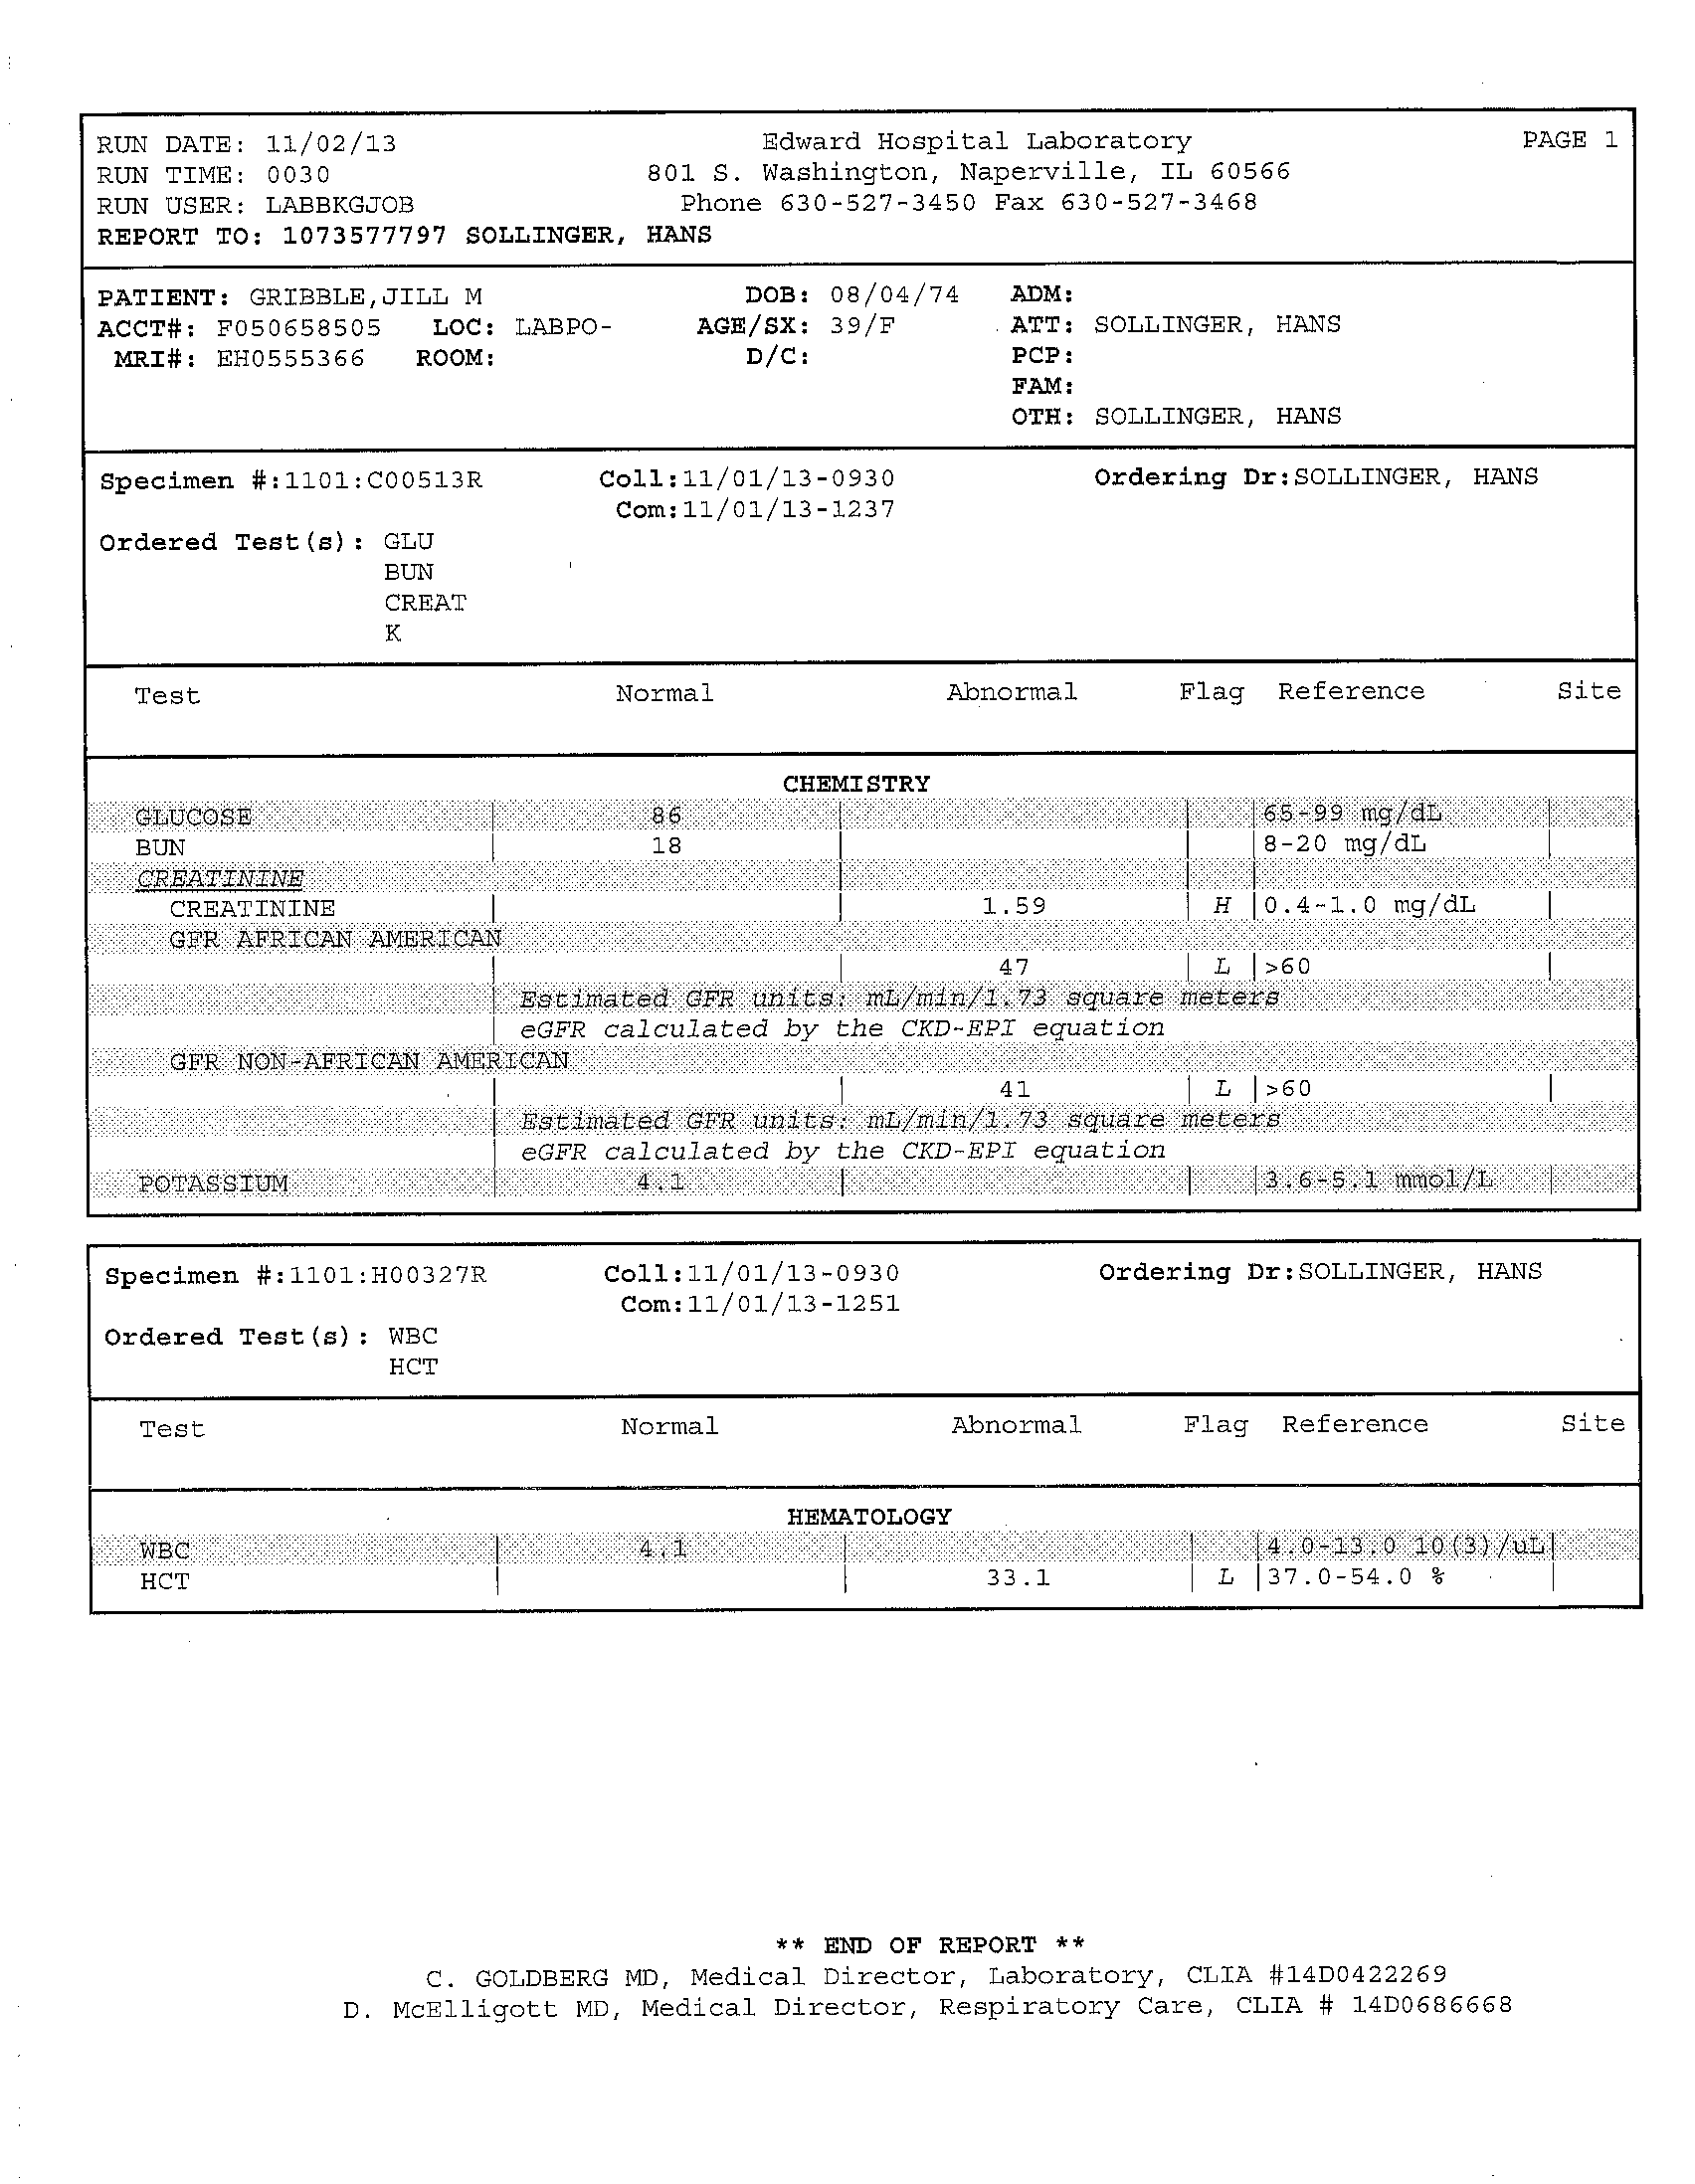 RUN DATE: 11/02/13 Edward Hospital Laboratory PAGE 1
RUN TIME: 0030 801 S. Washington, Naperville, IL 60566
RUN USER: LABBKGJOB Phone 630-527-3450 Fax 630-527-3468
REPORT TO: 1073577797 SOLLINGER, HANS
PATIENT: GRIBBLE,JILL M DOB: 08/04/74 ADM:
ACCT#: F050658505 LOC: LABPO- AGE/SX: 39/F ATT: SOLLINGER, HANS
MRI#: EH0555366 ROOM: D/C: PCP:
FAM:
OTH: SOLLINGER, HANS
Specimen #:1101:C00513R Coll:11/01/13-0930 Ordering Dr:SOLLINGER, HANS
Com:11/01/13-1237
Ordered Test(s): GLU
BUN
CREAT
K
Test Normal Abnormal Flag Reference Site
CHEMISTRY
GLUCOSE 86 65-99 mg/dL
BUN 18 8-20 mg/dL
CREATININE
CREATININE 1.59 H 0.4-1.0 mg/dL
GFR AFRICAN AMERICAN
47 L >60
Estimated GFR units: mL/min/1.73 square meters
eGFR calculated by the CKD-EPI equation
GFR NON-AFRICAN AMERICAN
41 L >60
Estimated GFR units: mL/min/1.73 square meters
eGFR calculated by the CKD-EPI equation
POTASSIUM 4.1 3.6-5.1 mmol/L
Specimen #:1101:H00327R Coll:11/01/13-0930 Ordering Dr:SOLLINGER, HANS
Com:11/01/13-1251
Ordered Test(s): WBC
HCT
Test Normal Abnormal Flag Reference Site
HEMATOLOGY
WBC 4.1 4.0-13.0 10(3)/uL
HCT 33.1 L 37.0-54.0 %
** END OF REPORT **
C. GOLDBERG MD, Medical Director, Laboratory, CLIA #14D0422269
D. McElligott MD, Medical Director, Respiratory Care, CLIA # 14D0686668